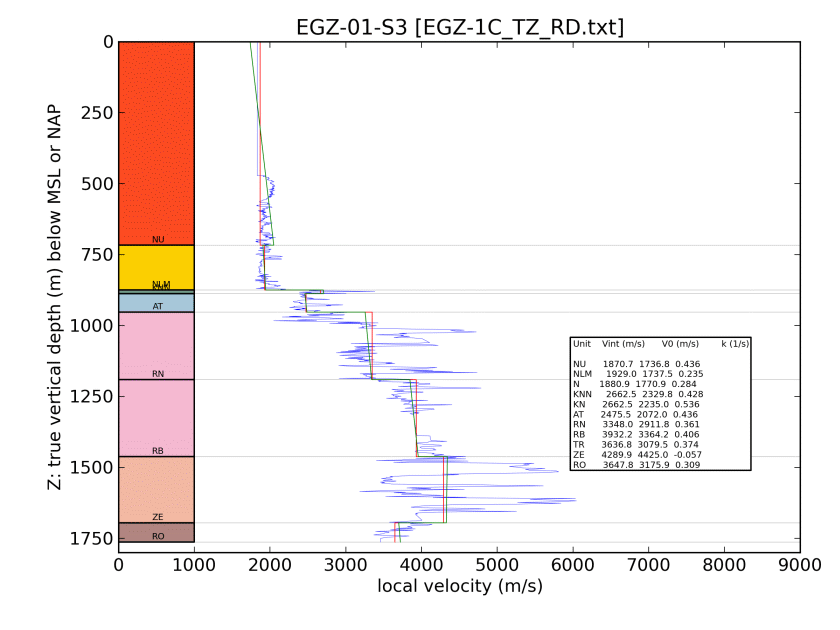 EGZ-01-S3 [EGZ-1C_TZ_RD.txt]
0
250
500
750
1000
1250
1500
1750
Z: true vertical depth (m) below MSL or NAP
NU
NLM
KNN
AT
RN
RB
ZE
RO
Unit Vint (m/s) V0 (m/s) k (1/s)
NU 1870.7 1736.8 0.436
NLM 1929.0 1737.5 0.235
N 1880.9 1770.9 0.284
KNN 2662.5 2329.8 0.428
KN 2662.5 2235.0 0.536
AT 2475.5 2072.0 0.436
RN 3348.0 2911.8 0.361
RB 3932.2 3364.2 0.406
TR 3636.8 3079.5 0.374
ZE 4289.9 4425.0 -0.057
RO 3647.8 3175.9 0.309
0 1000 2000 3000 4000 5000 6000 7000 8000 9000
local velocity (m/s)